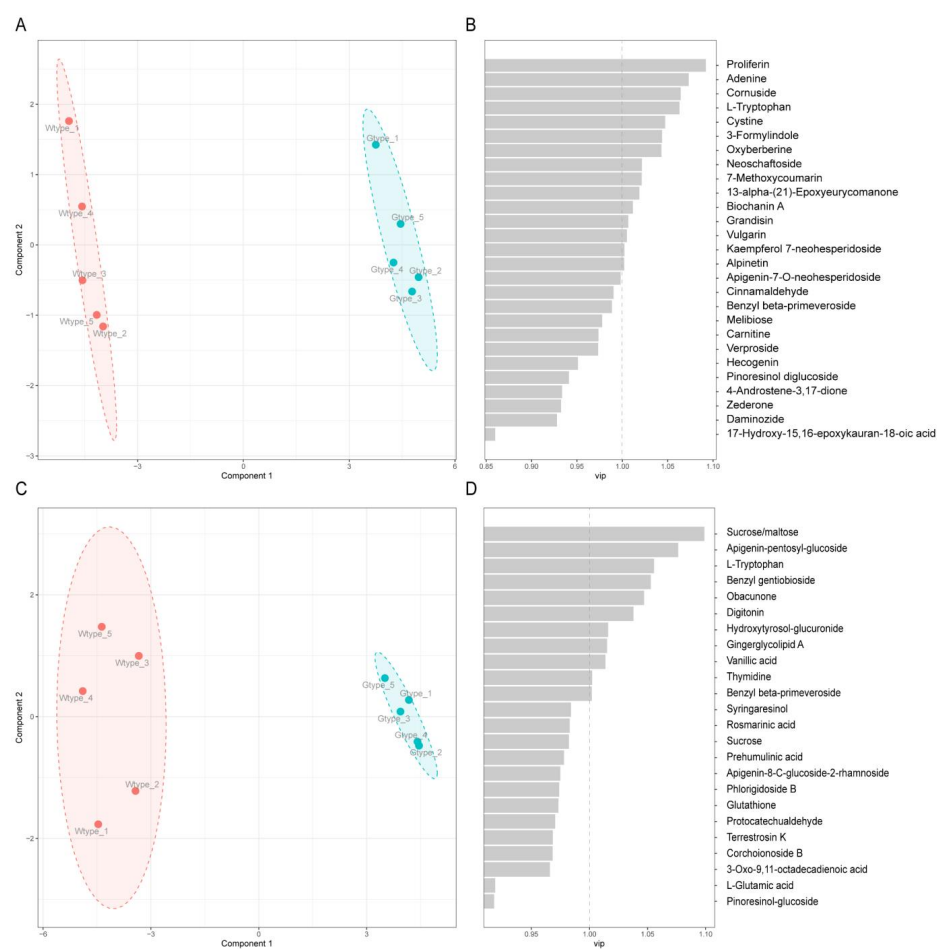 A
B
2
1
0
-1
-2
-3
Component 2
Wtype_1
Wtype_4
Wtype_3
Wtype_5
Wtype_2
Gtype_1
Gtype_5
Gtype_4
Gtype_2
Gtype_3
-3
0
3
6
Component 1
Proliferin
Adenine
Cornuside
L-Tryptophan
Cystine
3-Formylindole
Oxyberberine
Neoschaftoside
7-Methoxycoumarin
13-alpha-(21)-Epoxyeurycomanone
Biochanin A
Grandisin
Vulgarin
Kaempferol 7-neohesperidoside
Alpinetin
Apigenin-7-O-neohesperidoside
Cinnamaldehyde
Benzyl beta-primeveroside
Melibiose
Carnitine
Verproside
Hecogenin
Pinoresinol diglucoside
4-Androstene-3,17-dione
Zederone
Daminozide
17-Hydroxy-15,16-epoxykauran-18-oic acid
0.85 0.90 0.95 1.00 1.05 1.10
vip
C
D
2
0
-2
Component 2
Wtype_5
Wtype_3
Wtype_4
Wtype_2
Wtype_1
Gtype_5
Gtype_1
Gtype_3
Gtype_4
Gtype_2
-6
-3
0
3
Component 1
Sucrose/maltose
Apigenin-pentosyl-glucoside
L-Tryptophan
Benzyl gentiobioside
Obacunone
Digitonin
Hydroxytyrosol-glucuronide
Gingerglycolipid A
Vanillic acid
Thymidine
Benzyl beta-primeveroside
Syringaresinol
Rosmarinic acid
Sucrose
Prehumulinic acid
Apigenin-8-C-glucoside-2-rhamnoside
Phlorigidoside B
Glutathione
Protocatechualdehyde
Terrestrosin K
Corchoionoside B
3-Oxo-9,11-octadecadienoic acid
L-Glutamic acid
Pinoresinol-glucoside
0.95 1.00 1.05 1.10
vip